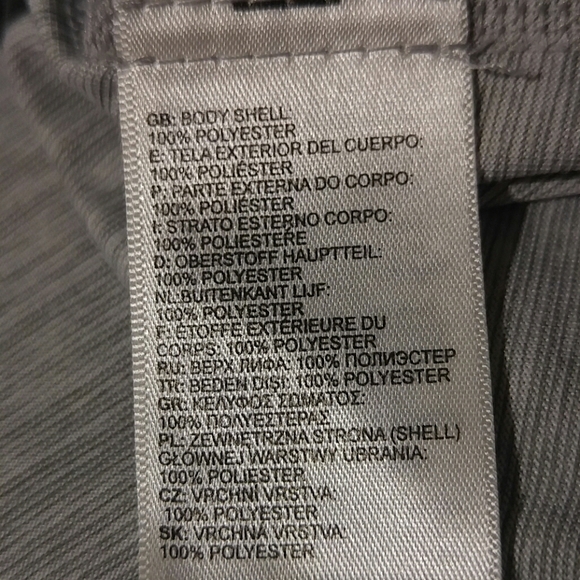 GB: BODY SHELL
100% POLYESTER
E: TELA EXTERIOR DEL CUERPO:
100% POLIÉSTER
P: PARTE EXTERNA DO CORPO:
100% POLIÉSTER
I: STRATO ESTERNO CORPO:
100% POLIESTERE
D: OBERSTOFF HAUPTTEIL:
100% POLYESTER
NL:BUITENKANT LIJF:
100% POLYESTER
F: ÉTOFFE EXTÉRIEURE DU
CORPS: 100% POLYESTER
RU: ВЕРХ ЛИФА: 100% ПОЛИЭСТЕР
TR: BEDEN DIŞI: 100% POLYESTER
GR: ΚΕΛΥΦΟΣ ΣΩΜΑΤΟΣ:
100% ΠΟΛΥΕΣΤΕΡΑΣ
PL: ZEWNĘTRZNA STRONA (SHELL)
GŁÓWNEJ WARSTWY UBRANIA:
100% POLIESTER
CZ: VRCHNÍ VRSTVA:
100% POLYESTER
SK: VRCHNÁ VRSTVA:
100% POLYESTER